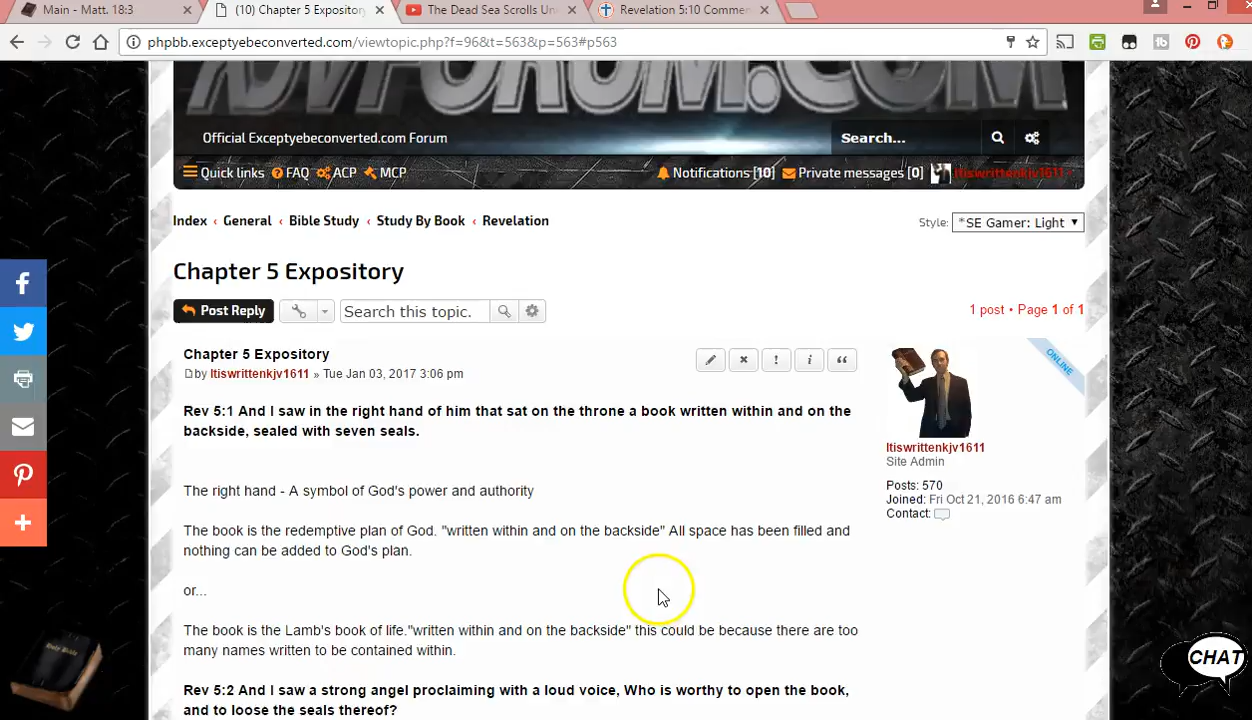 Main - Matt. 18:3
(10) Chapter 5 Expository
The Dead Sea Scrolls Un
Revelation 5:10 Commen
phpbb.exceptyebeconverted.com/viewtopic.php?f=96&t=563&p=563#p563
KJVFORUM.COM
Official Exceptyebeconverted.com Forum
Search...
Quick links FAQ ACP MCP
Notifications [10] Private messages [0] Itiswrittenkjv1611
Index ‹ General ‹ Bible Study ‹ Study By Book ‹ Revelation
Style: *SE Gamer: Light
Chapter 5 Expository
Post Reply
Search this topic.
1 post • Page 1 of 1
Chapter 5 Expository
by Itiswrittenkjv1611 » Tue Jan 03, 2017 3:06 pm
Rev 5:1 And I saw in the right hand of him that sat on the throne a book written within and on the
backside, sealed with seven seals.
The right hand - A symbol of God's power and authority
The book is the redemptive plan of God. "written within and on the backside" All space has been filled and
nothing can be added to God's plan.
or...
The book is the Lamb's book of life."written within and on the backside" this could be because there are too
many names written to be contained within.
Rev 5:2 And I saw a strong angel proclaiming with a loud voice, Who is worthy to open the book,
and to loose the seals thereof?
ONLINE
Itiswrittenkjv1611
Site Admin
Posts: 570
Joined: Fri Oct 21, 2016 6:47 am
Contact:
Holy Bible
CHAT